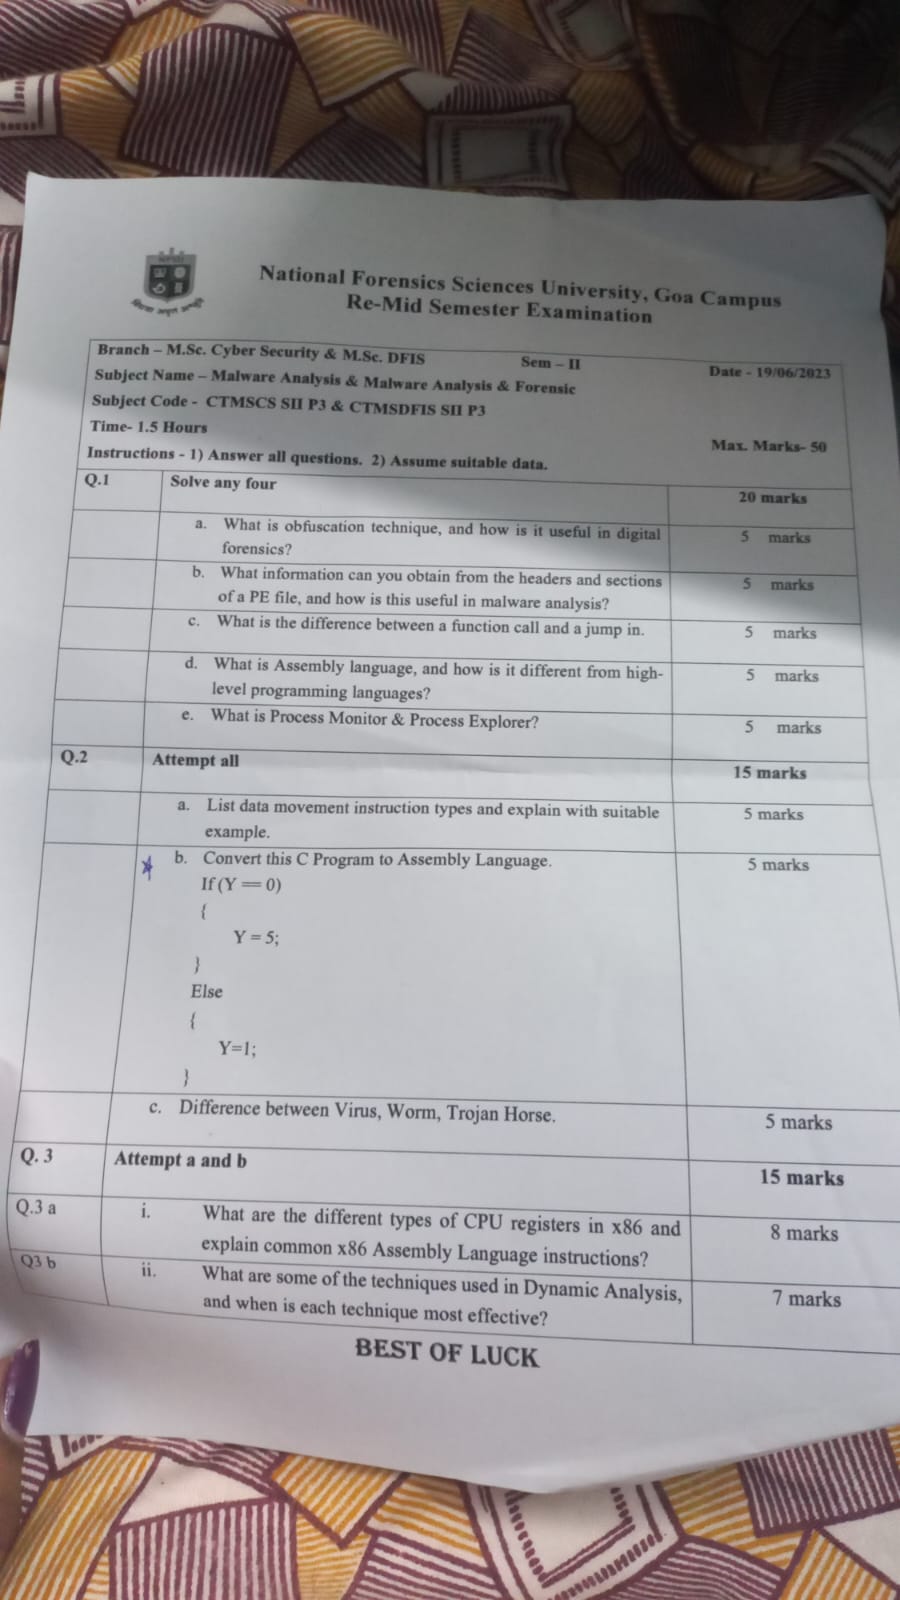 National Forensics Sciences University, Goa Campus
Re-Mid Semester Examination
Branch – M.Sc. Cyber Security & M.Sc. DFIS Sem – II Date - 19/06/2023
Subject Name – Malware Analysis & Malware Analysis & Forensic
Subject Code - CTMSCS SII P3 & CTMSDFIS SII P3
Time- 1.5 Hours Max. Marks- 50
Instructions - 1) Answer all questions. 2) Assume suitable data.
Q.1 Solve any four 20 marks
a. What is obfuscation technique, and how is it useful in digital 5 marks
forensics?
b. What information can you obtain from the headers and sections 5 marks
of a PE file, and how is this useful in malware analysis?
c. What is the difference between a function call and a jump in. 5 marks
d. What is Assembly language, and how is it different from high- 5 marks
level programming languages?
e. What is Process Monitor & Process Explorer? 5 marks
Q.2 Attempt all 15 marks
a. List data movement instruction types and explain with suitable 5 marks
example.
b. Convert this C Program to Assembly Language. 5 marks
If (Y == 0)
{
Y = 5;
}
Else
{
Y=1;
}
c. Difference between Virus, Worm, Trojan Horse. 5 marks
Q. 3 Attempt a and b 15 marks
Q.3 a i. What are the different types of CPU registers in x86 and 8 marks
explain common x86 Assembly Language instructions?
Q3 b ii. What are some of the techniques used in Dynamic Analysis, 7 marks
and when is each technique most effective?
BEST OF LUCK